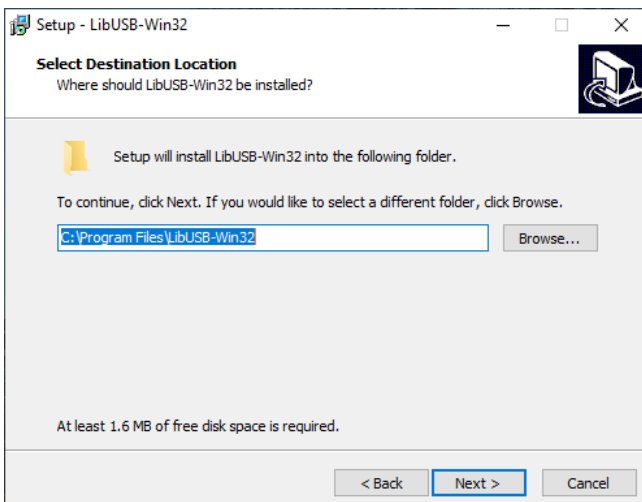 Setup - LibUSB-Win32
Select Destination Location
Where should LibUSB-Win32 be installed?
Setup will install LibUSB-Win32 into the following folder.
To continue, click Next. If you would like to select a different folder, click Browse.
C:\Program Files\LibUSB-Win32
Browse...
At least 1.6 MB of free disk space is required.
< Back
Next >
Cancel